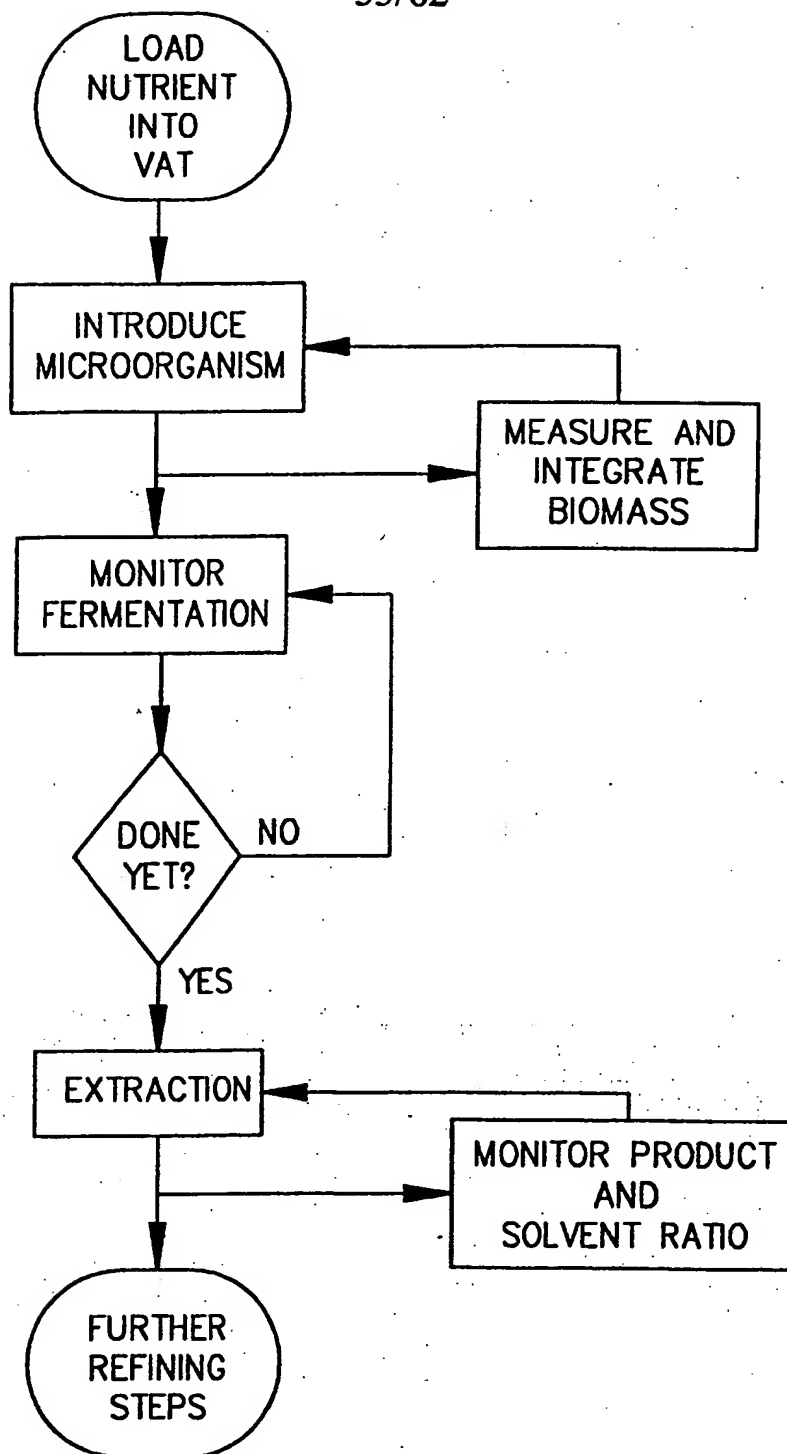 LOAD
NUTRIENT
INTO
VAT
INTRODUCE
MICROORGANISM
MEASURE AND
INTEGRATE
BIOMASS
MONITOR
FERMENTATION
DONE
YET?
NO
YES
EXTRACTION
MONITOR PRODUCT
AND
SOLVENT RATIO
FURTHER
REFINING
STEPS